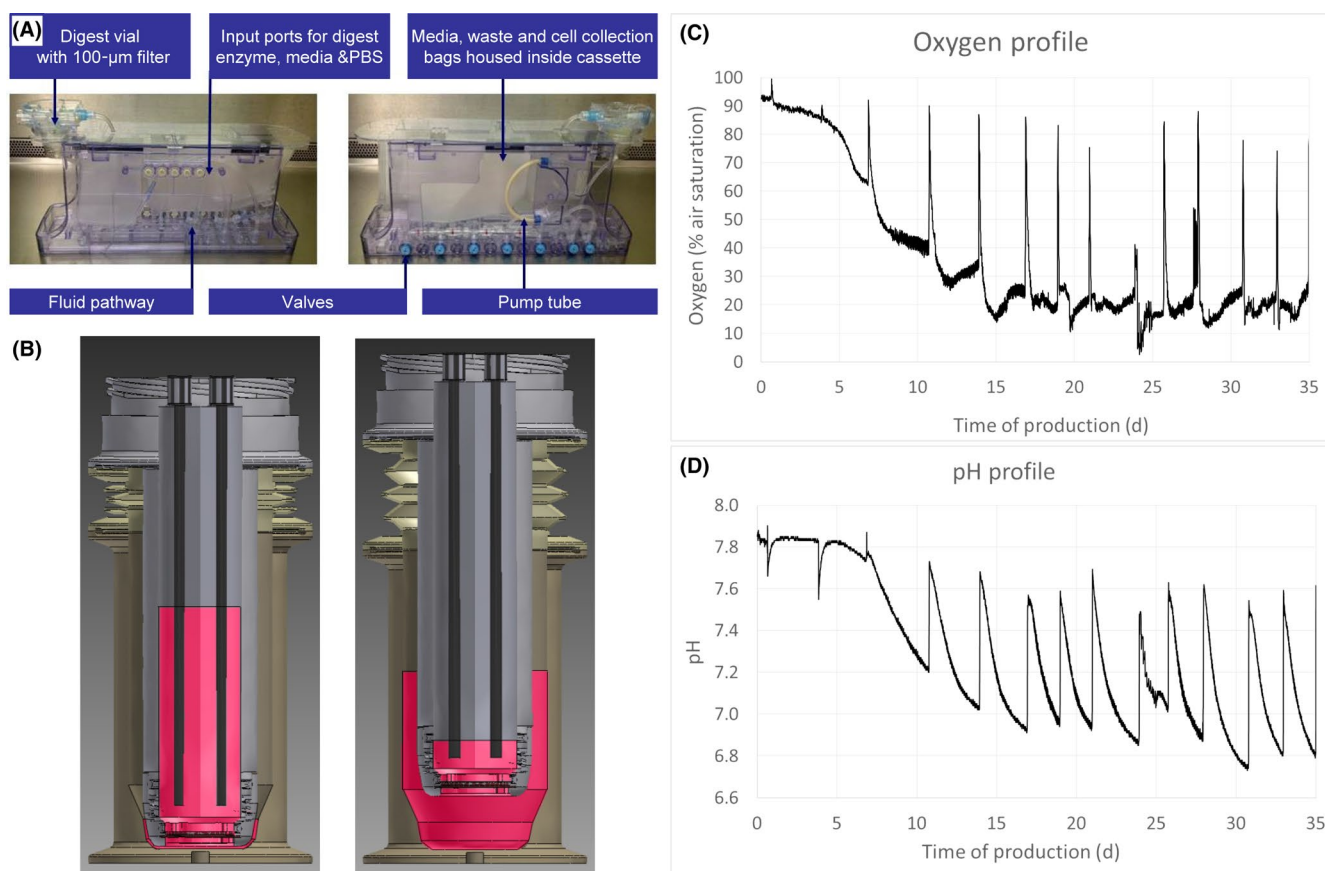 (A)
Digest vial
with 100-µm filter
Input ports for digest
enzyme, media &PBS
Media, waste and cell collection
bags housed inside cassette
Fluid pathway
Valves
Pump tube
(B)
(C)
Oxygen profile
Oxygen (% air saturation)
100
90
80
70
60
50
40
30
20
10
0
0 5 10 15 20 25 30 35
Time of production (d)
(D)
pH profile
pH
8.0
7.8
7.6
7.4
7.2
7.0
6.8
6.6
0 5 10 15 20 25 30 35
Time of production (d)